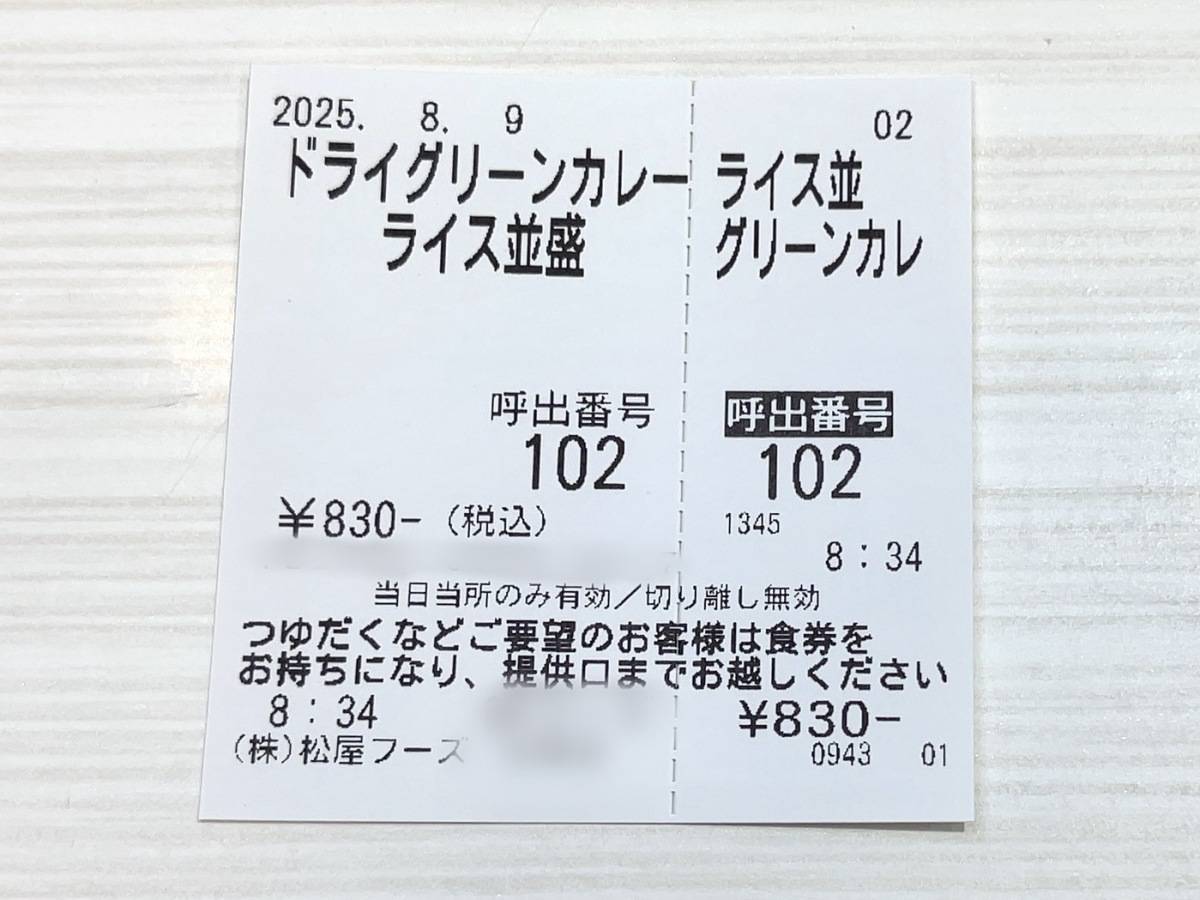 2025. 8. 9
ドライグリーンカレー
ライス並盛
呼出番号
102
¥830-（税込）
02
ライス並
グリーンカレ
呼出番号
102
1345
8：34
当日当所のみ有効／切り離し無効
つゆだくなどご要望のお客様は食券を
お持ちになり、提供口までお越しください
8：34
¥830-
(株)松屋フーズ
0943 01